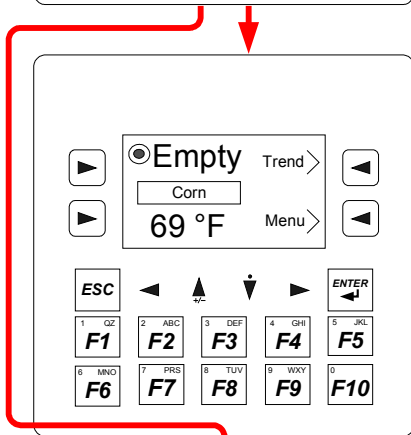 Empty Trend
Corn
69 °F Menu
ESC +/- ENTER
1 QZ 2 ABC 3 DEF 4 GHI 5 JKL
F1 F2 F3 F4 F5
6 MNO 7 PRS 8 TUV 9 WXY 0
F6 F7 F8 F9 F10